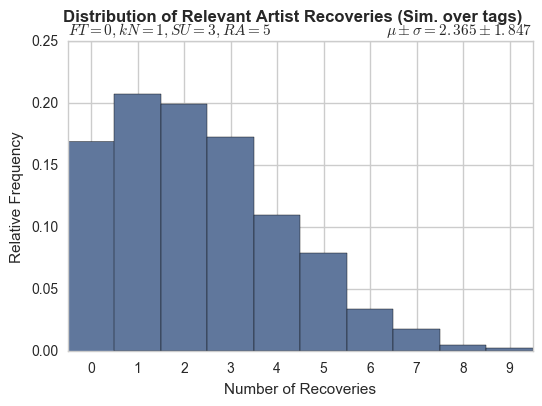 Distribution of Relevant Artist Recoveries (Sim. over tags)
FT = 0, kN = 1, SU = 3, RA = 5 μ ± σ = 2.365 ± 1.847
0.25
0.20
0.15
0.10
0.05
0.00
Relative Frequency
0 1 2 3 4 5 6 7 8 9
Number of Recoveries